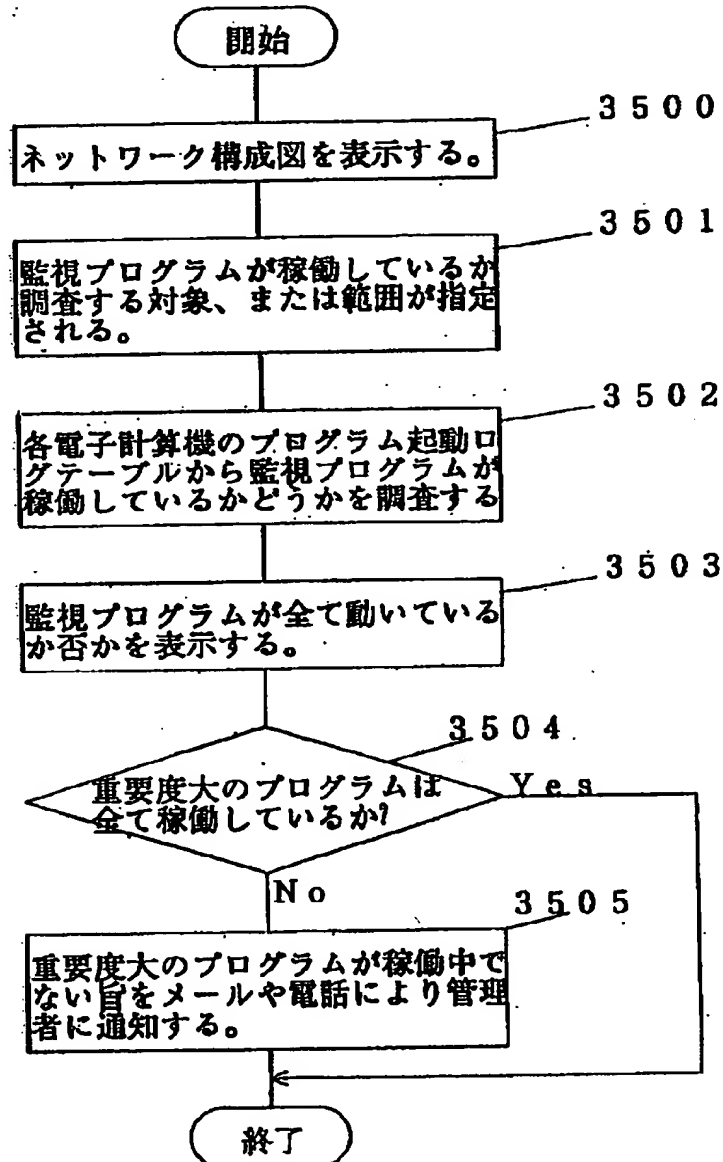 開始
3500
ネットワーク構成図を表示する。
3501
監視プログラムが稼働しているか
調査する対象、または範囲が指定
される。
3502
各電子計算機のプログラム起動ロ
グテーブルから監視プログラムが
稼働しているかどうかを調査する
3503
監視プログラムが全て動いている
か否かを表示する。
3504
重要度大のプログラムは
全て稼働しているか?
Yes
No
3505
重要度大のプログラムが稼働中で
ない旨をメールや電話により管理
者に通知する。
終了